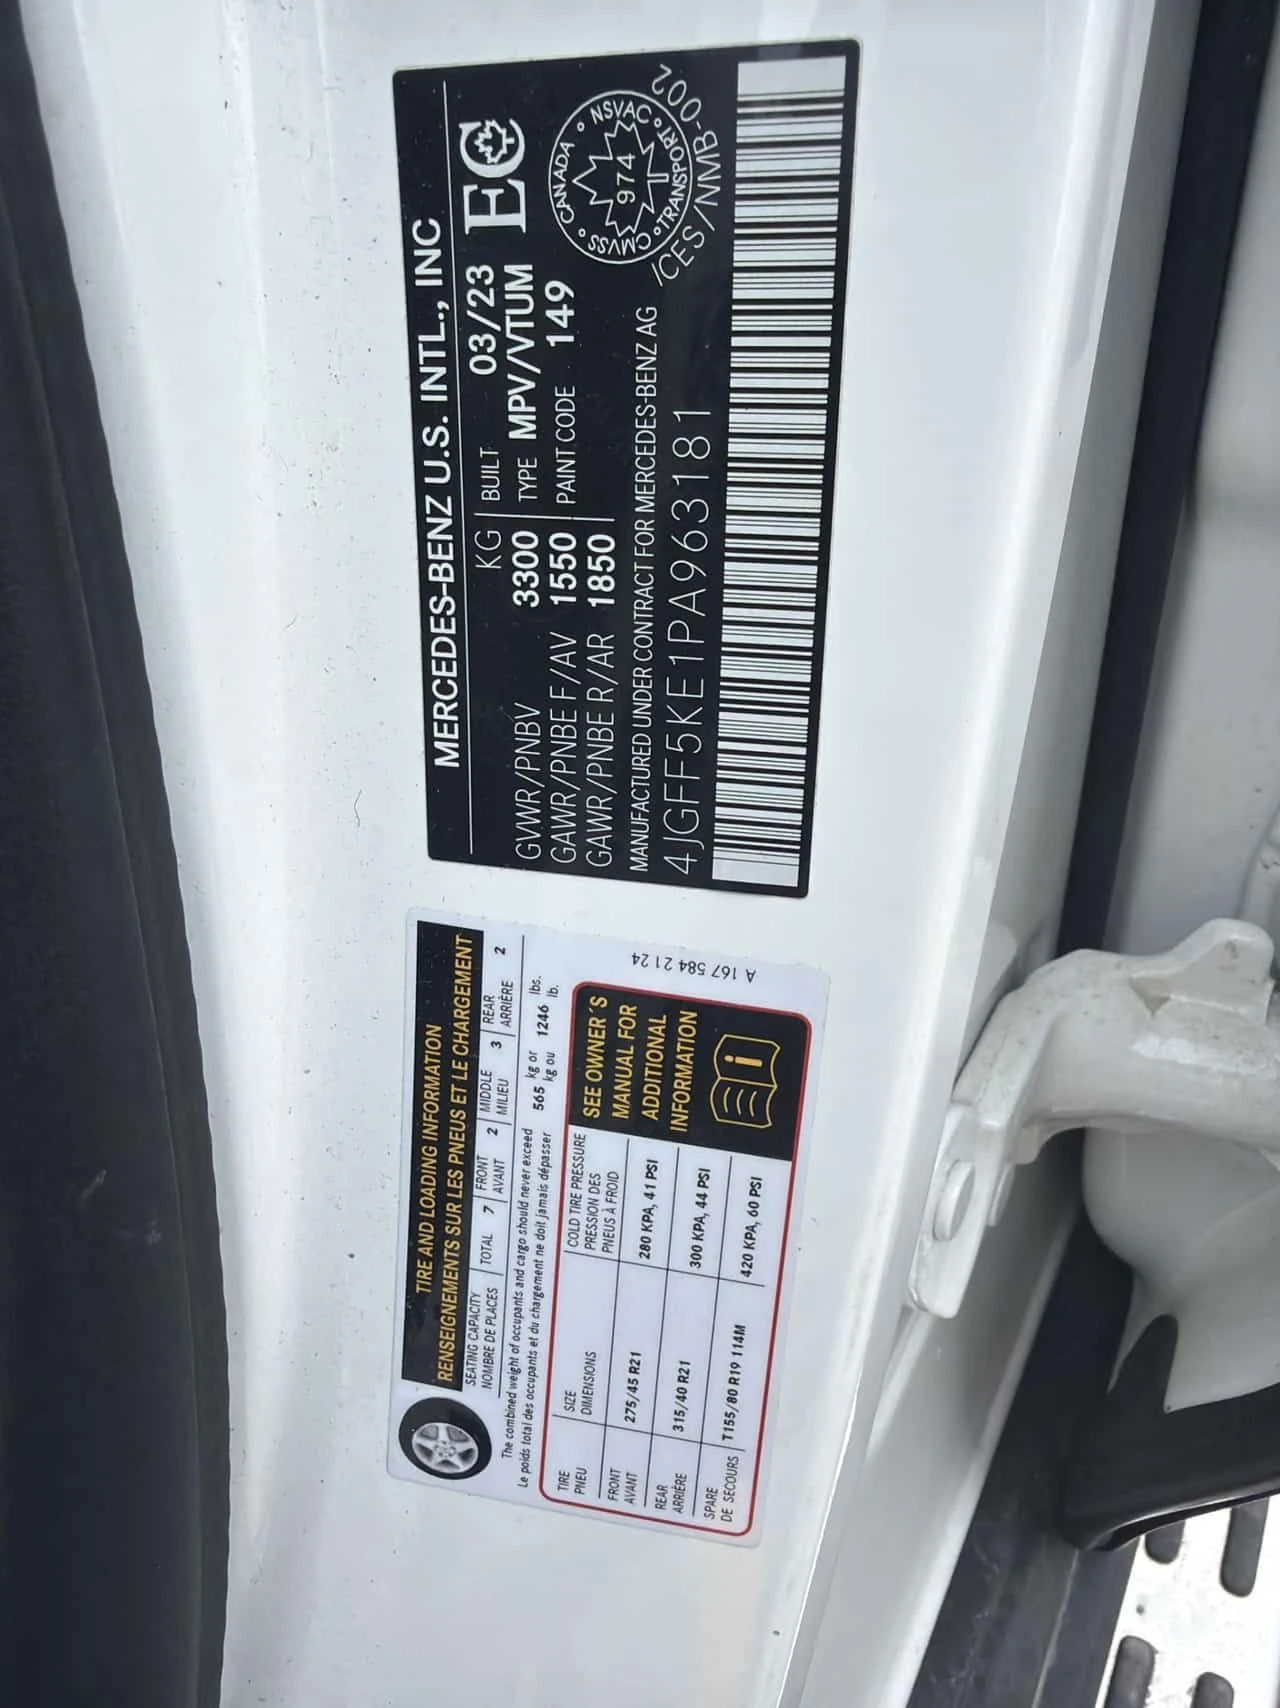 MERCEDES-BENZ U.S. INTL., INC
KG BUILT 03/23
GVWR/PNBV 3300 TYPE MPV/VTUM
GAWR/PNBE F/AV 1550 PAINT CODE 149
GAWR/PNBE R/AR 1850
EC
CANADA NSVAC TRANSPORT CMVSS
974
MANUFACTURED UNDER CONTRACT FOR MERCEDES-BENZ AG
ICES/NMB-002
4JGFF5KE1PA963181
TIRE AND LOADING INFORMATION
RENSEIGNEMENTS SUR LES PNEUS ET LE CHARGEMENT
SEATING CAPACITY TOTAL 7 FRONT 2 MIDDLE 3 REAR 2
NOMBRE DE PLACES AVANT MILIEU ARRIÈRE
The combined weight of occupants and cargo should never exceed 565 kg or 1246 lbs.
Le poids total des occupants et du chargement ne doit jamais dépasser kg ou lb.
TIRE SIZE COLD TIRE PRESSURE
PNEU DIMENSIONS PRESSION DES
PNEUS À FROID
FRONT 275/45 R21 280 KPA, 41 PSI
AVANT
REAR 315/40 R21 300 KPA, 44 PSI
ARRIÈRE
SPARE T155/80 R19 114M 420 KPA, 60 PSI
DE SECOURS
SEE OWNER'S
MANUAL FOR
ADDITIONAL
INFORMATION
i
A 167 584 21 24